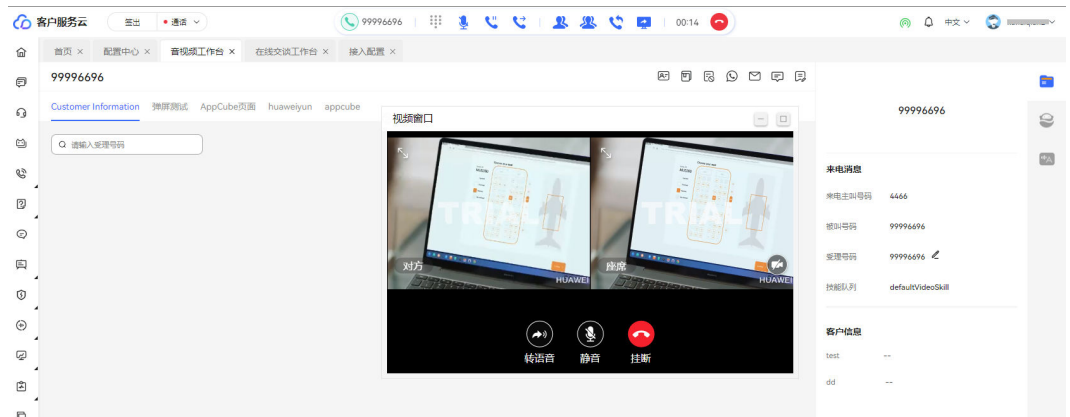 客户服务云
签出
通话
99996696
00:14
中文
首页
配置中心
音视频工作台
在线交谈工作台
接入配置
99996696
Customer Information
弹屏测试
AppCube页面
huaweiyun
appcube
请输入受理号码
视频窗口
TRIAL
对方
HUAWEI
TRIAL
座席
HUAWEI
转语音
静音
挂断
99996696
来电消息
来电主叫号码
4466
被叫号码
99996696
受理号码
99996696
技能队列
defaultVideoSkill
客户信息
test
--
dd
--